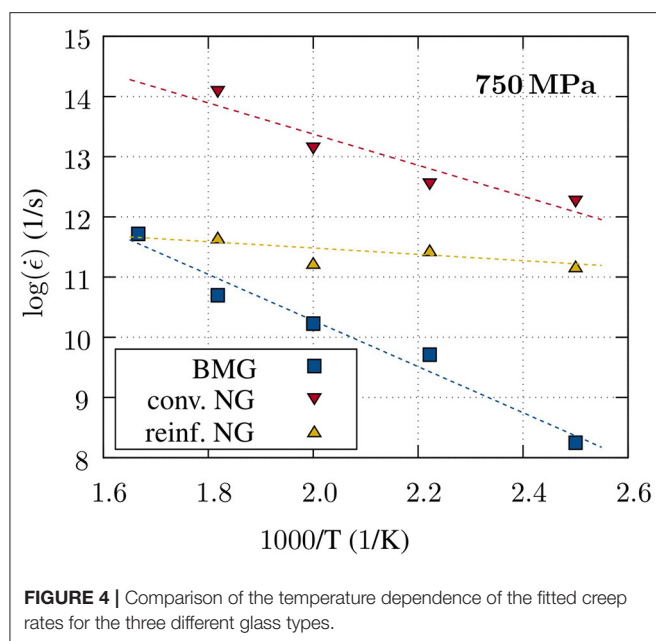 15
14
13
12
11
10
9
8
log(ϵ̇) (1/s)
750 MPa
BMG
conv. NG
reinf. NG
1.6 1.8 2.0 2.2 2.4 2.6
1000/T (1/K)
FIGURE 4 | Comparison of the temperature dependence of the fitted creep
rates for the three different glass types.